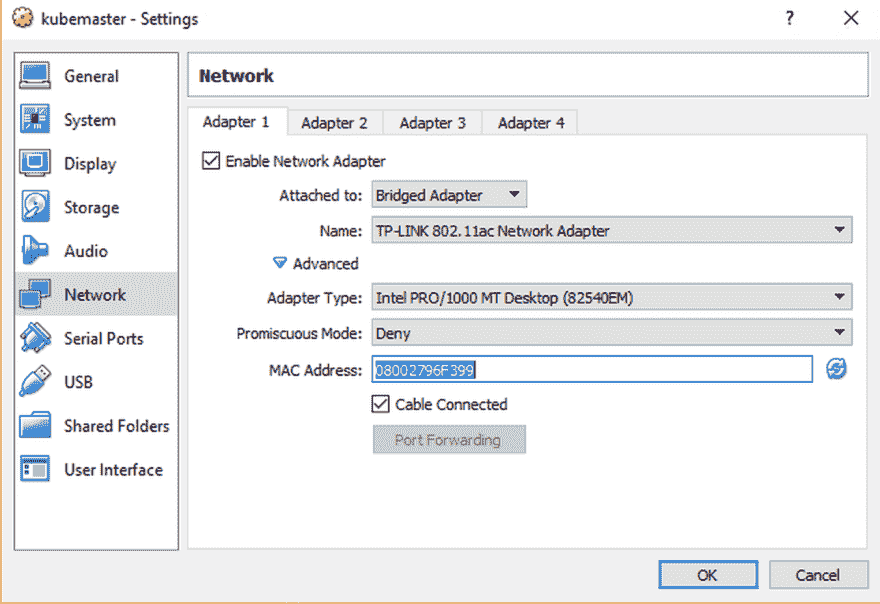 kubemaster - Settings
?
General
System
Display
Storage
Audio
Network
Serial Ports
USB
Shared Folders
User Interface
Network
Adapter 1 Adapter 2 Adapter 3 Adapter 4
Enable Network Adapter
Attached to: Bridged Adapter
Name: TP-LINK 802.11ac Network Adapter
Advanced
Adapter Type: Intel PRO/1000 MT Desktop (82540EM)
Promiscuous Mode: Deny
MAC Address: 08002796F399
Cable Connected
Port Forwarding
OK Cancel